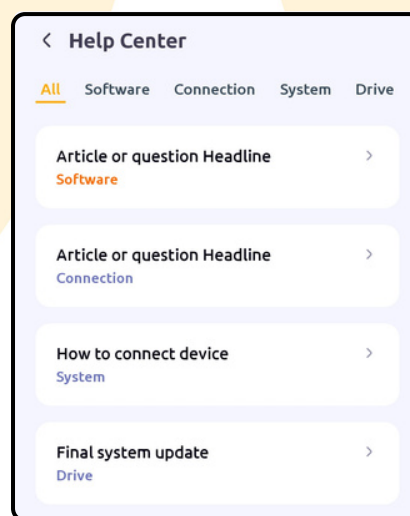 Help Center
All Software Connection System Drive
Article or question Headline
Software
Article or question Headline
Connection
How to connect device
System
Final system update
Drive